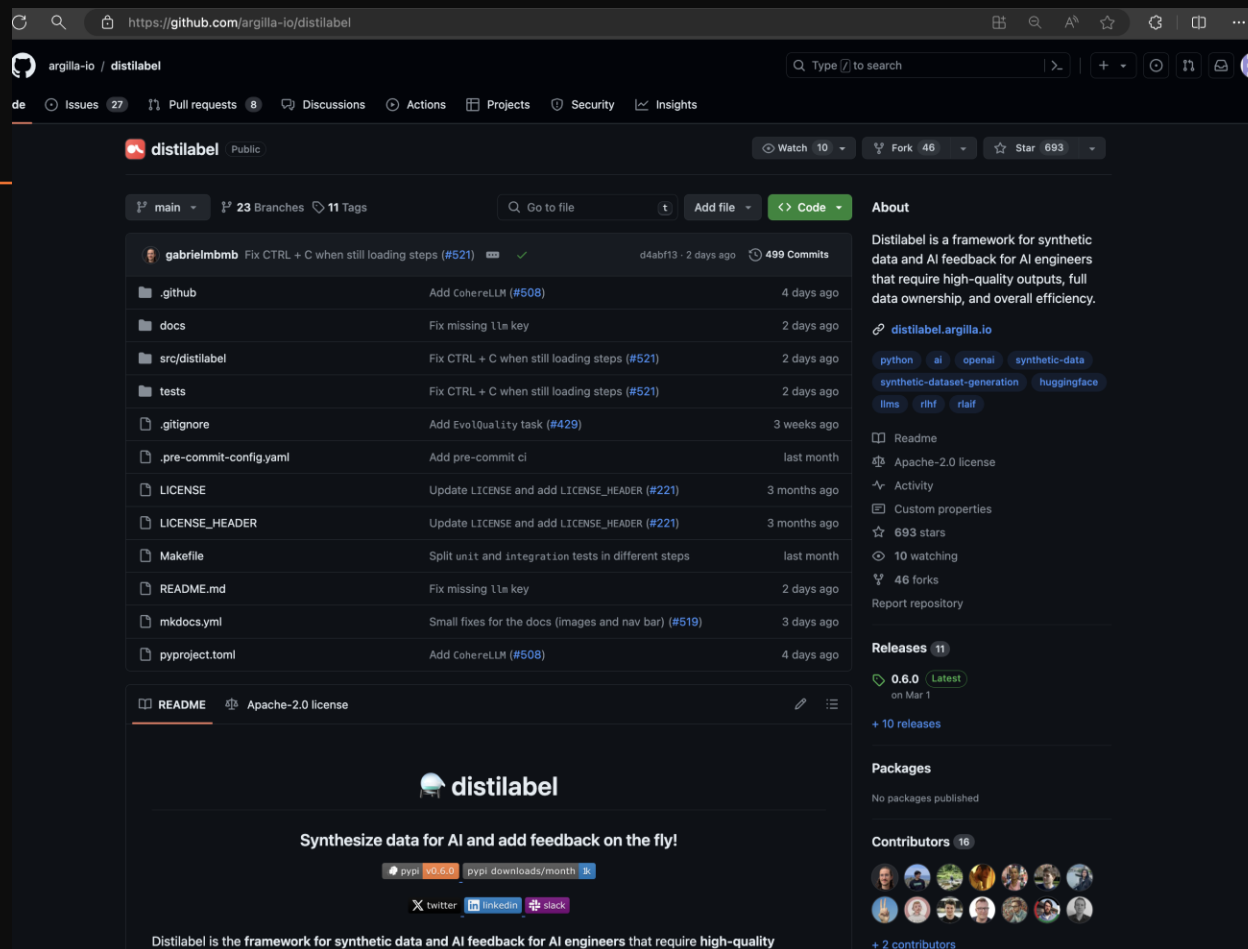 https://github.com/argilla-io/distilabel
argilla-io / distilabel
Type / to search
de Issues 27 Pull requests 8 Discussions Actions Projects Security Insights
distilabel Public
Watch 10 Fork 46 Star 693
main 23 Branches 11 Tags
Go to file t Add file Code
gabrielmbmb Fix CTRL + C when still loading steps (#521) d4abf13 · 2 days ago 499 Commits
.github Add CohereLLM (#508) 4 days ago
docs Fix missing llm key 2 days ago
src/distilabel Fix CTRL + C when still loading steps (#521) 2 days ago
tests Fix CTRL + C when still loading steps (#521) 2 days ago
.gitignore Add EvolQuality task (#429) 3 weeks ago
.pre-commit-config.yaml Add pre-commit ci last month
LICENSE Update LICENSE and add LICENSE_HEADER (#221) 3 months ago
LICENSE_HEADER Update LICENSE and add LICENSE_HEADER (#221) 3 months ago
Makefile Split unit and integration tests in different steps last month
README.md Fix missing llm key 2 days ago
mkdocs.yml Small fixes for the docs (images and nav bar) (#519) 3 days ago
pyproject.toml Add CohereLLM (#508) 4 days ago
README Apache-2.0 license
distilabel
Synthesize data for AI and add feedback on the fly!
pypi v0.6.0 pypi downloads/month 1k
twitter linkedin slack
Distilabel is the framework for synthetic data and AI feedback for AI engineers that require high-quality
About
Distilabel is a framework for synthetic
data and AI feedback for AI engineers
that require high-quality outputs, full
data ownership, and overall efficiency.
distilabel.argilla.io
python ai openai synthetic-data
synthetic-dataset-generation huggingface
llms rlhf rlaif
Readme
Apache-2.0 license
Activity
Custom properties
693 stars
10 watching
46 forks
Report repository
Releases 11
0.6.0 Latest
on Mar 1
+ 10 releases
Packages
No packages published
Contributors 16
+ 2 contributors